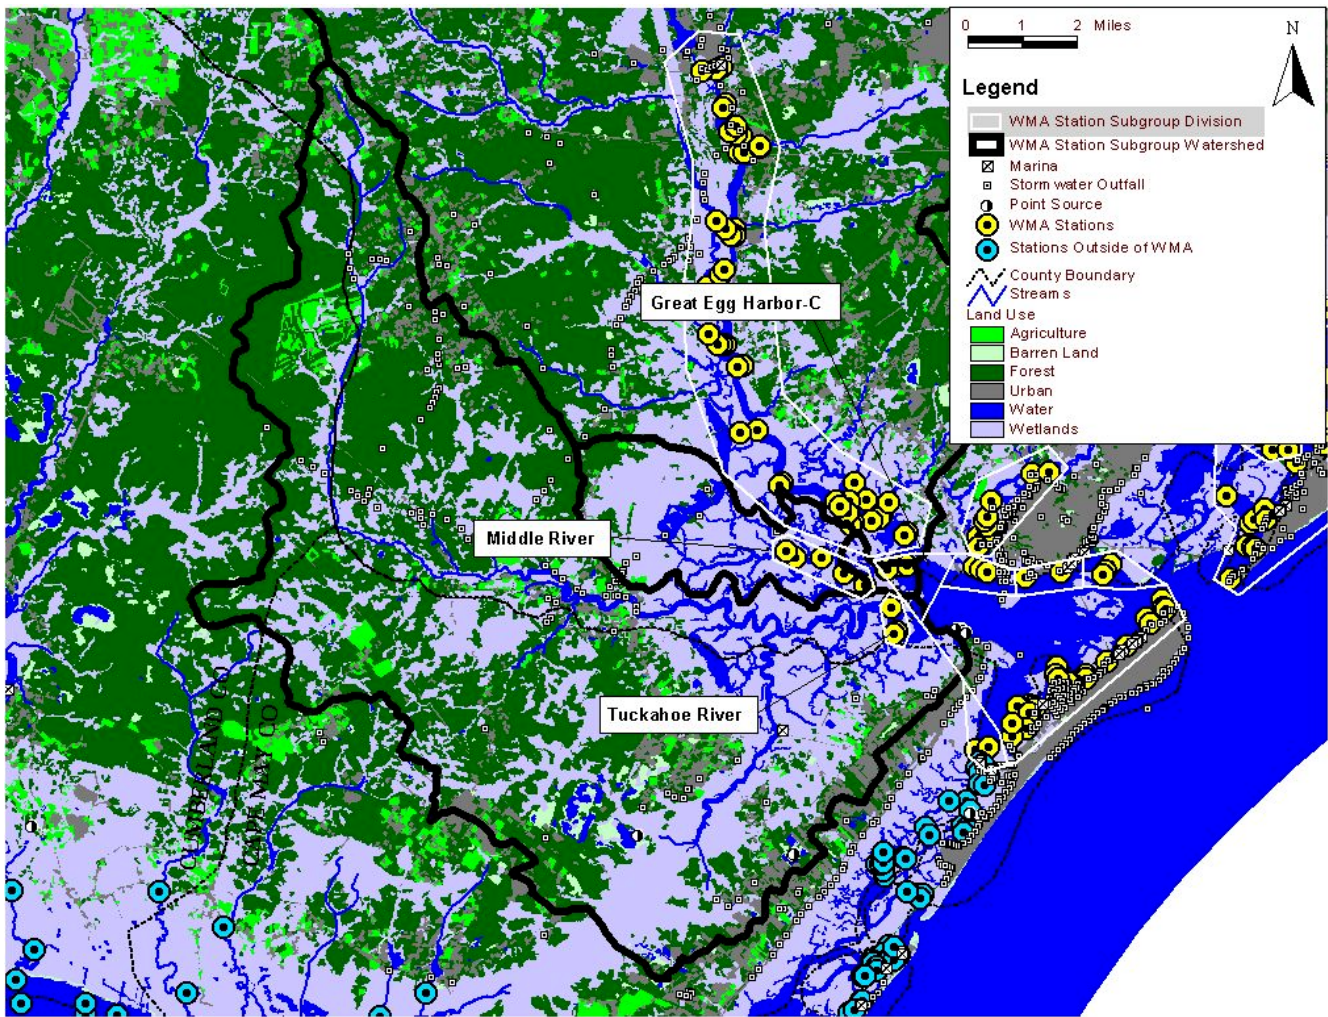 0 1 2 Miles
N
Legend
WMA Station Subgroup Division
WMA Station Subgroup Watershed
Marina
Stormwater Outfall
Point Source
WMA Stations
Stations Outside of WMA
County Boundary
Streams
Land Use
Agriculture
Barren Land
Forest
Urban
Water
Wetlands
Great Egg Harbor-C
Middle River
Tuckahoe River
CUMBERLAND CO
CAPE MAY CO